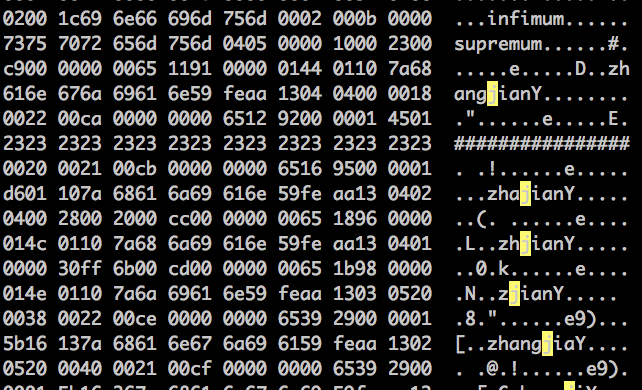 0200 1c69 6e66 696d 756d 0002 000b 0000 ...infimum......
7375 7072 656d 756d 0405 0000 1000 2300 supremum......#.
c900 0000 0065 1191 0000 0144 0110 7a68 .....e.....D..zh
616e 676a 6961 6e59 feaa 1304 0400 0018 angjianY........
0022 00ca 0000 0000 6512 9200 0001 4501 ."......e.....E.
2323 2323 2323 2323 2323 2323 2323 2323 ################
0020 0021 00cb 0000 0000 6516 9500 0001 . .!......e.....
d601 107a 6861 6a69 616e 59fe aa13 0402 ...zhajianY.....
0400 2800 2000 cc00 0000 0065 1896 0000 ..(. ......e....
014c 0110 7a68 6a69 616e 59fe aa13 0401 .L..zhjianY.....
0000 30ff 6b00 cd00 0000 0065 1b98 0000 ..0.k......e....
014e 0110 7a6a 6961 6e59 feaa 1303 0520 .N..zjianY.....
0038 0022 00ce 0000 0000 6539 2900 0001 .8."......e9)...
5b16 137a 6861 6e67 6a69 6159 feaa 1302 [..zhangjiaY....
0520 0040 0021 00cf 0000 0000 6539 2900 . .@.!......e9).